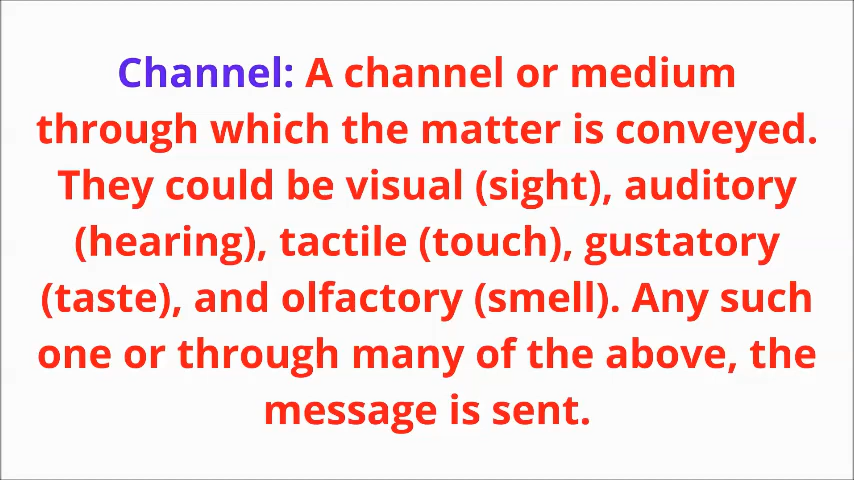 Channel: A channel or medium
through which the matter is conveyed.
They could be visual (sight), auditory
(hearing), tactile (touch), gustatory
(taste), and olfactory (smell). Any such
one or through many of the above, the
message is sent.